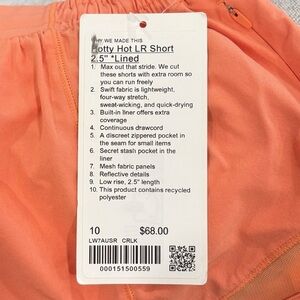 WHY WE MADE THIS
Hotty Hot LR Short
2.5" *Lined
1. Max out that stride. We cut
these shorts with extra room so
you can run freely
2. Swift fabric is lightweight,
four-way stretch,
sweat-wicking, and quick-drying
3. Built-in liner offers extra
coverage
4. Continuous drawcord
5. A discreet zippered pocket in
the seam for small items
6. Secret stash pocket in the
liner
7. Mesh fabric panels
8. Reflective details
9. Low rise, 2.5" length
10. This product contains recycled
polyester
10 $68.00
LW7AUSR CRLK
000151500559